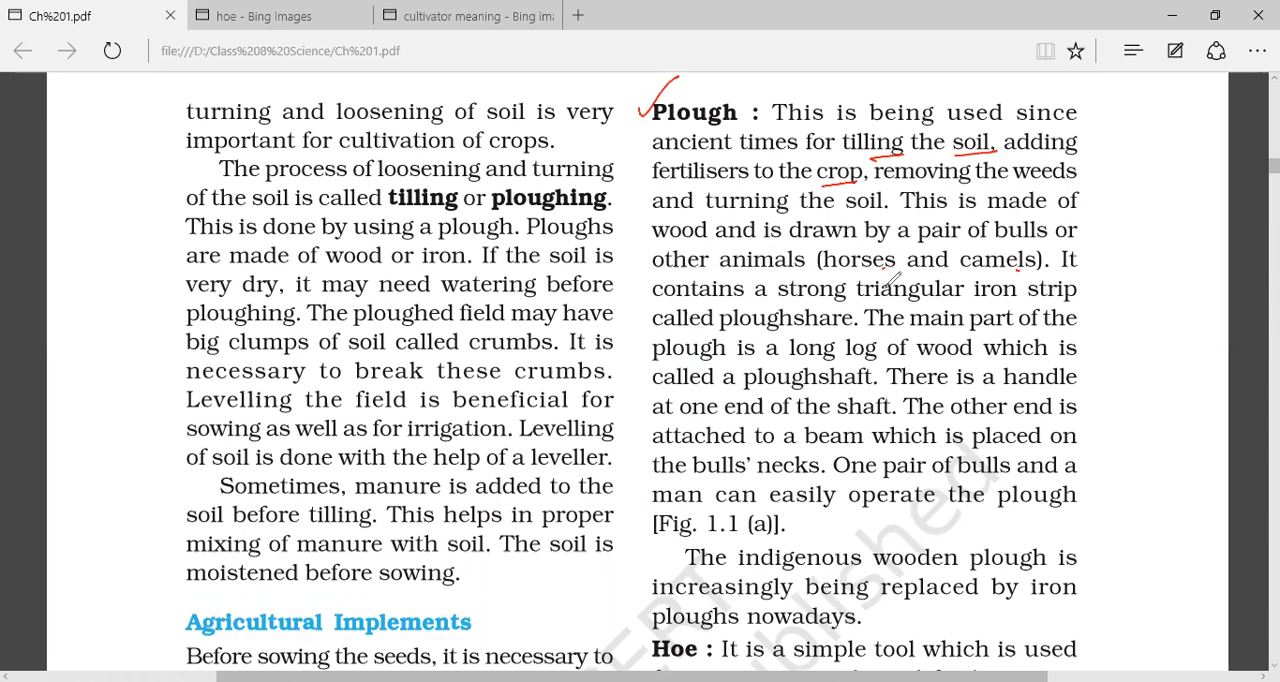 Ch%201.pdf
hoe - Bing images
cultivator meaning - Bing ima
file:///D:/Class%208%20Science/Ch%201.pdf
turning and loosening of soil is very
important for cultivation of crops.
The process of loosening and turning
of the soil is called tilling or ploughing.
This is done by using a plough. Ploughs
are made of wood or iron. If the soil is
very dry, it may need watering before
ploughing. The ploughed field may have
big clumps of soil called crumbs. It is
necessary to break these crumbs.
Levelling the field is beneficial for
sowing as well as for irrigation. Levelling
of soil is done with the help of a leveller.
Sometimes, manure is added to the
soil before tilling. This helps in proper
mixing of manure with soil. The soil is
moistened before sowing.
Agricultural Implements
Before sowing the seeds, it is necessary to
Plough : This is being used since
ancient times for tilling the soil, adding
fertilisers to the crop, removing the weeds
and turning the soil. This is made of
wood and is drawn by a pair of bulls or
other animals (horses and camels). It
contains a strong triangular iron strip
called ploughshare. The main part of the
plough is a long log of wood which is
called a ploughshaft. There is a handle
at one end of the shaft. The other end is
attached to a beam which is placed on
the bulls' necks. One pair of bulls and a
man can easily operate the plough
[Fig. 1.1 (a)].
The indigenous wooden plough is
increasingly being replaced by iron
ploughs nowadays.
Hoe : It is a simple tool which is used